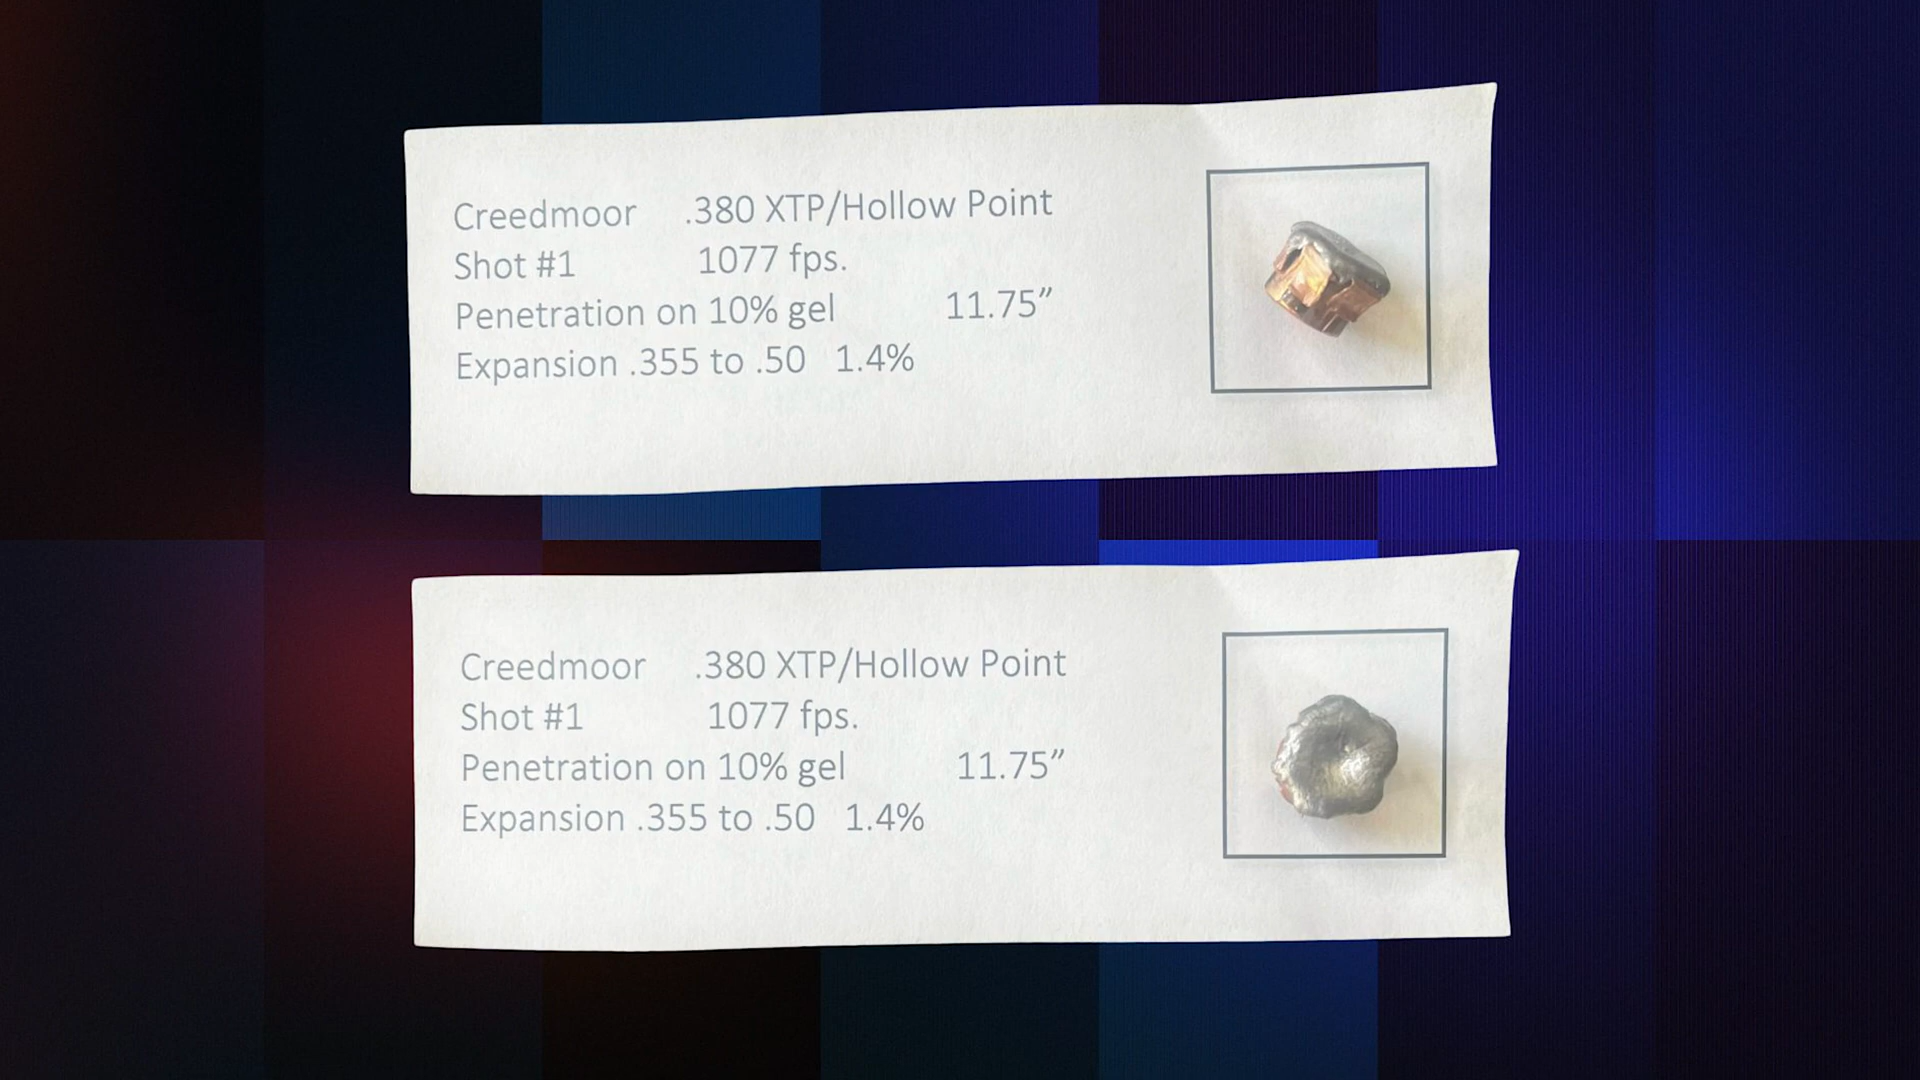 Creedmoor .380 XTP/Hollow Point
Shot #1 1077 fps.
Penetration on 10% gel 11.75”
Expansion .355 to .50 1.4%
Creedmoor .380 XTP/Hollow Point
Shot #1 1077 fps.
Penetration on 10% gel 11.75”
Expansion .355 to .50 1.4%